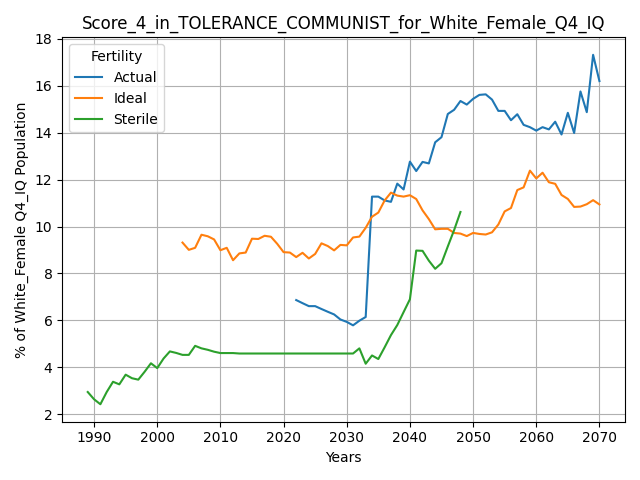 Score_4_in_TOLERANCE_COMMUNIST_for_White_Female_Q4_IQ
Fertility
Actual
Ideal
Sterile
% of White_Female Q4_IQ Population
18
16
14
12
10
8
6
4
2
1990 2000 2010 2020 2030 2040 2050 2060 2070
Years